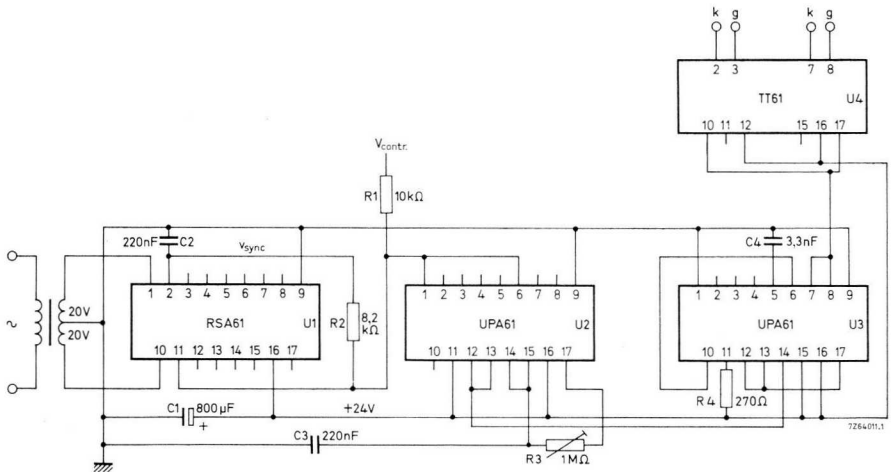 k g k g
2 3 7 8
TT61 U4
10 11 12 15 16 17
Vcontr.
R1 10kΩ
220nF C2
Vsync
C4 3,3nF
1 2 3 4 5 6 7 8 9
1 2 3 4 5 6 7 8 9
1 2 3 4 5 6 7 8 9
20V
20V
~
RSA61 U1
R2 8,2 kΩ
UPA61 U2
UPA61 U3
10 11 12 13 14 15 16 17
10 11 12 13 14 15 16 17
10 11 12 13 14 15 16 17
R4 270Ω
C1 800µF
+
+24V
7Z64011.1
C3 220nF
R3 1MΩ